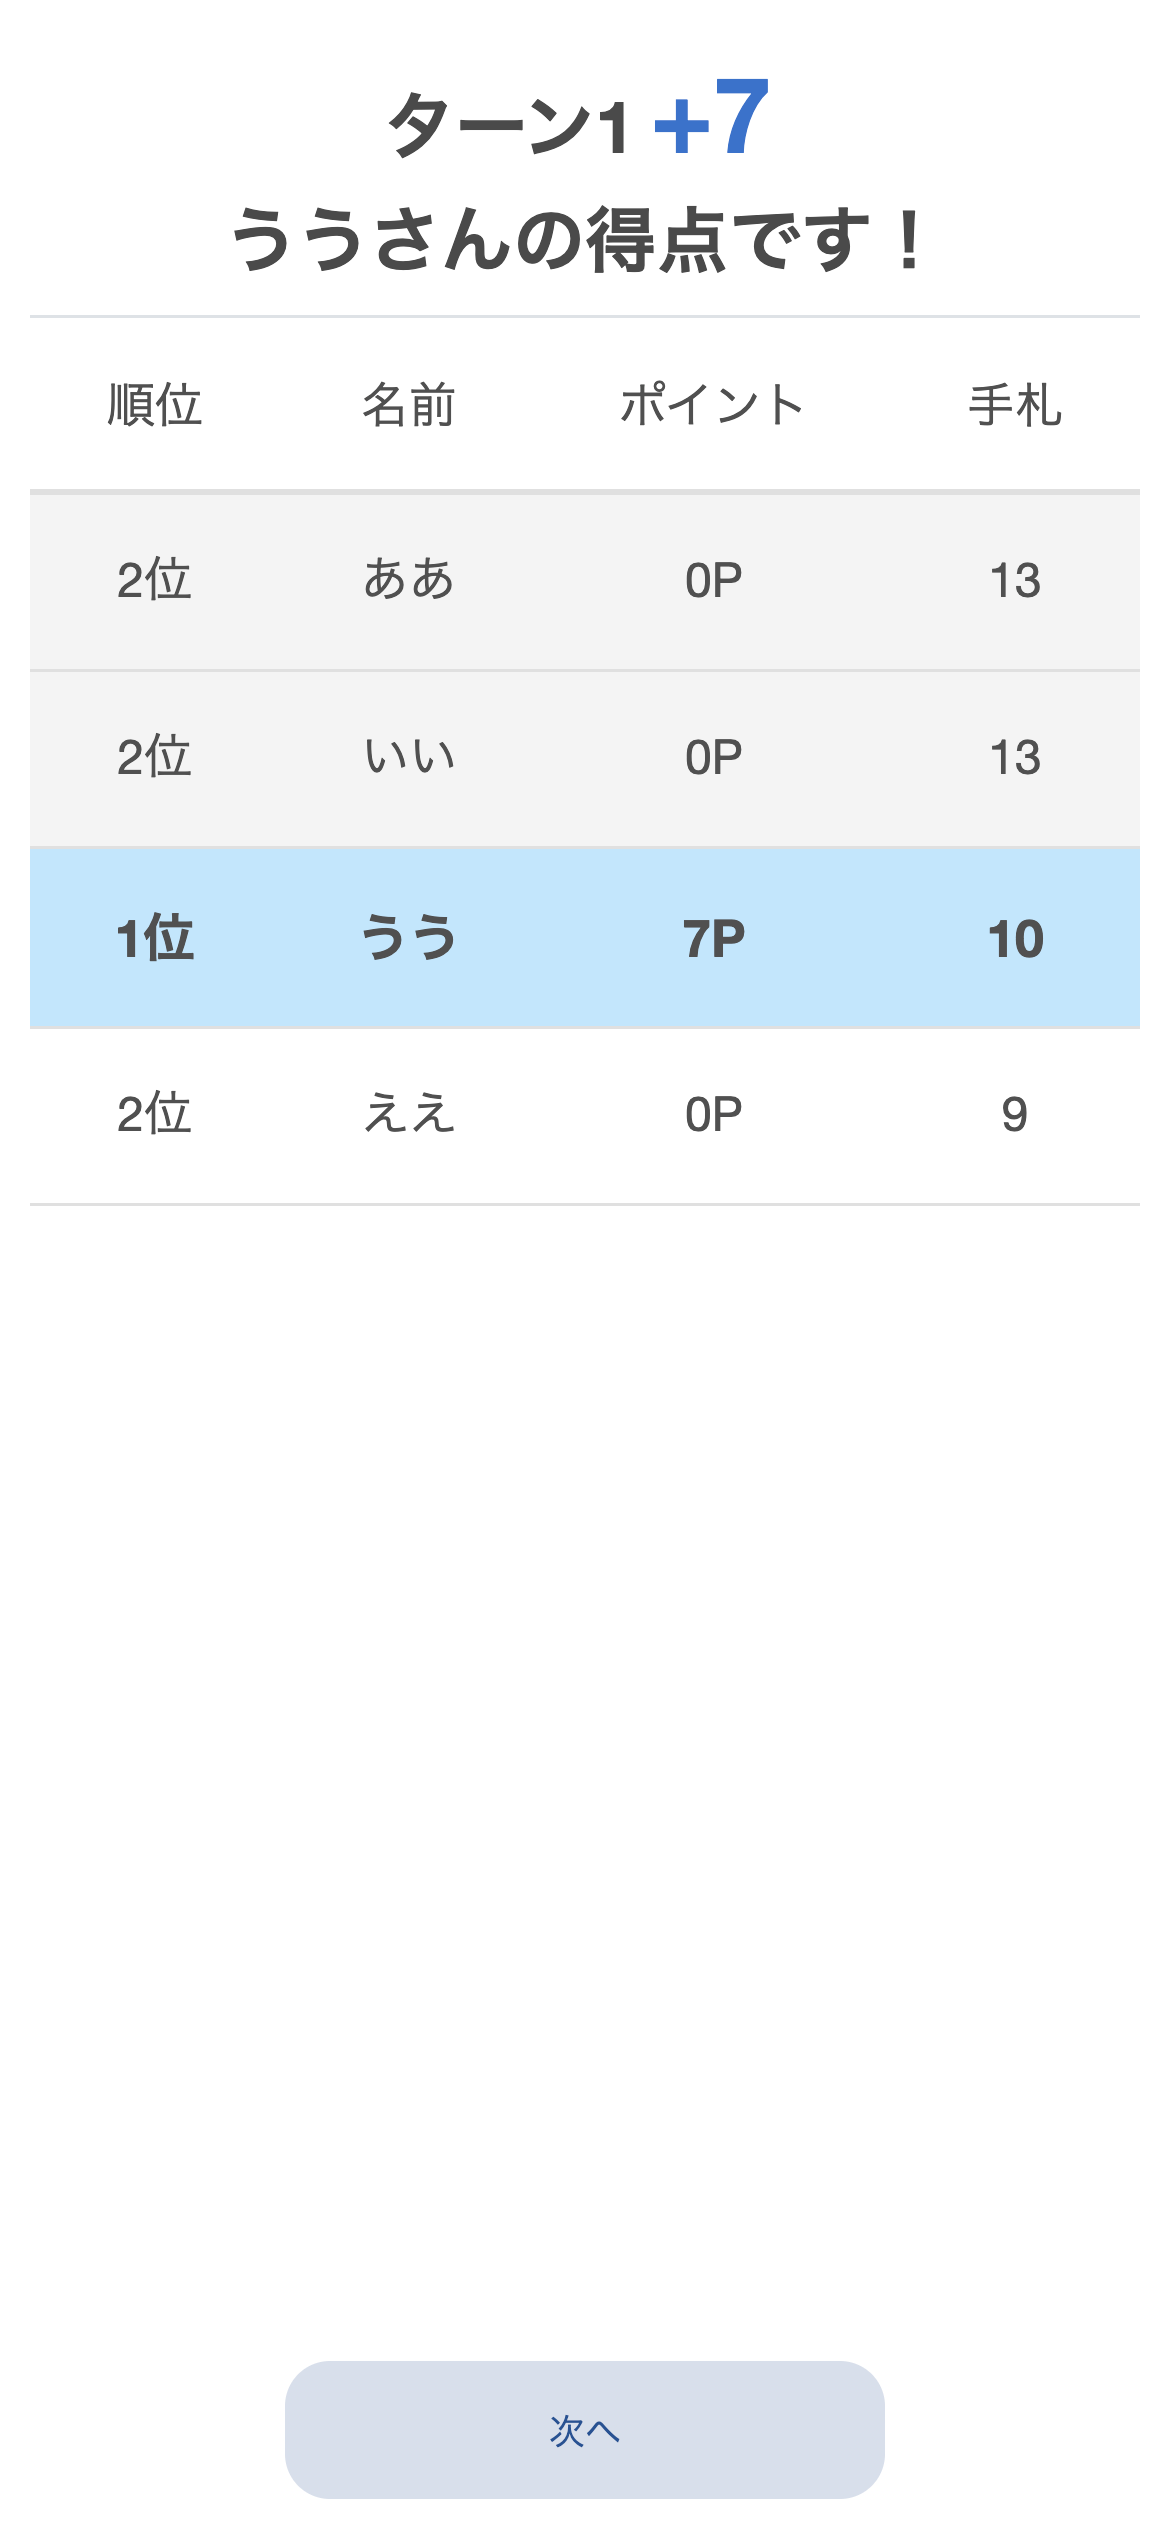 ターン1 +7
ううさんの得点です！
順位 名前 ポイント 手札
2位 ああ 0P 13
2位 いい 0P 13
1位 うう 7P 10
2位 ええ 0P 9
次へ